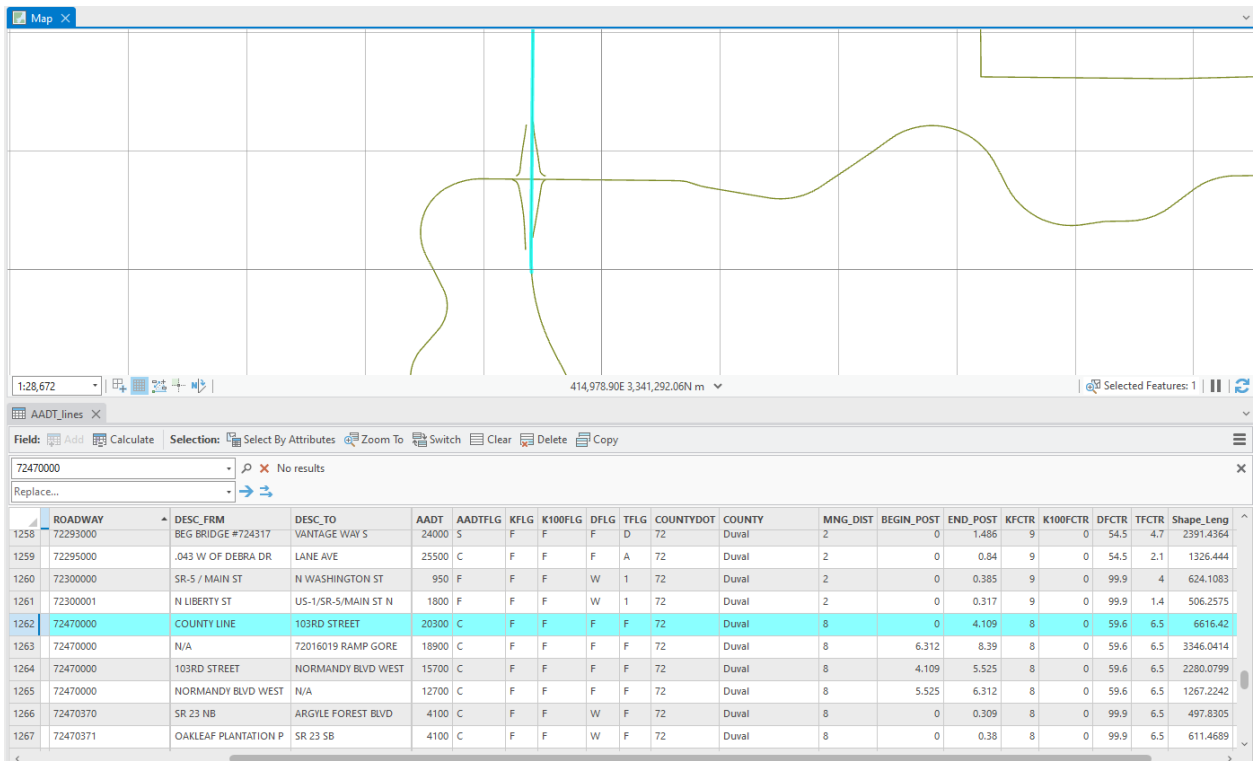 Map
1:28,672 414,978.90E 3,341,292.06N m Selected Features: 1
AADT_lines
Field: Add Calculate Selection: Select By Attributes Zoom To Switch Clear Delete Copy
72470000 No results
Replace...
ROADWAY DESC_FRM DESC_TO AADT AADTFLG KFLG K100FLG DFLG TFLG COUNTYDOT COUNTY MNG_DIST BEGIN_POST END_POST KFCTR K100FCTR DFCTR TFCTR Shape_Leng
1258 72293000 BEG BRIDGE #724317 VANTAGE WAY S 24000 S F F F D 72 Duval 2 0 1.486 9 0 54.5 4.7 2391.4364
1259 72295000 .043 W OF DEBRA DR LANE AVE 25500 C F F F A 72 Duval 2 0 0.84 9 0 54.5 2.1 1326.444
1260 72300000 SR-5 / MAIN ST N WASHINGTON ST 950 F F F W 1 72 Duval 2 0 0.385 9 0 99.9 4 624.1083
1261 72300001 N LIBERTY ST US-1/SR-5/MAIN ST N 1800 F F F W 1 72 Duval 2 0 0.317 9 0 99.9 1.4 506.2575
1262 72470000 COUNTY LINE 103RD STREET 20300 C F F F F 72 Duval 8 0 4.109 8 0 59.6 6.5 6616.42
1263 72470000 N/A 72016019 RAMP GORE 18900 C F F F F 72 Duval 8 6.312 8.39 8 0 59.6 6.5 3346.0414
1264 72470000 103RD STREET NORMANDY BLVD WEST 15700 C F F F F 72 Duval 8 4.109 5.525 8 0 59.6 6.5 2280.0799
1265 72470000 NORMANDY BLVD WEST N/A 12700 C F F F F 72 Duval 8 5.525 6.312 8 0 59.6 6.5 1267.2242
1266 72470370 SR 23 NB ARGYLE FOREST BLVD 4100 C F F W F 72 Duval 8 0 0.309 8 0 99.9 6.5 497.8305
1267 72470371 OAKLEAF PLANTATION P SR 23 SB 4100 C F F W F 72 Duval 8 0 0.38 8 0 99.9 6.5 611.4689